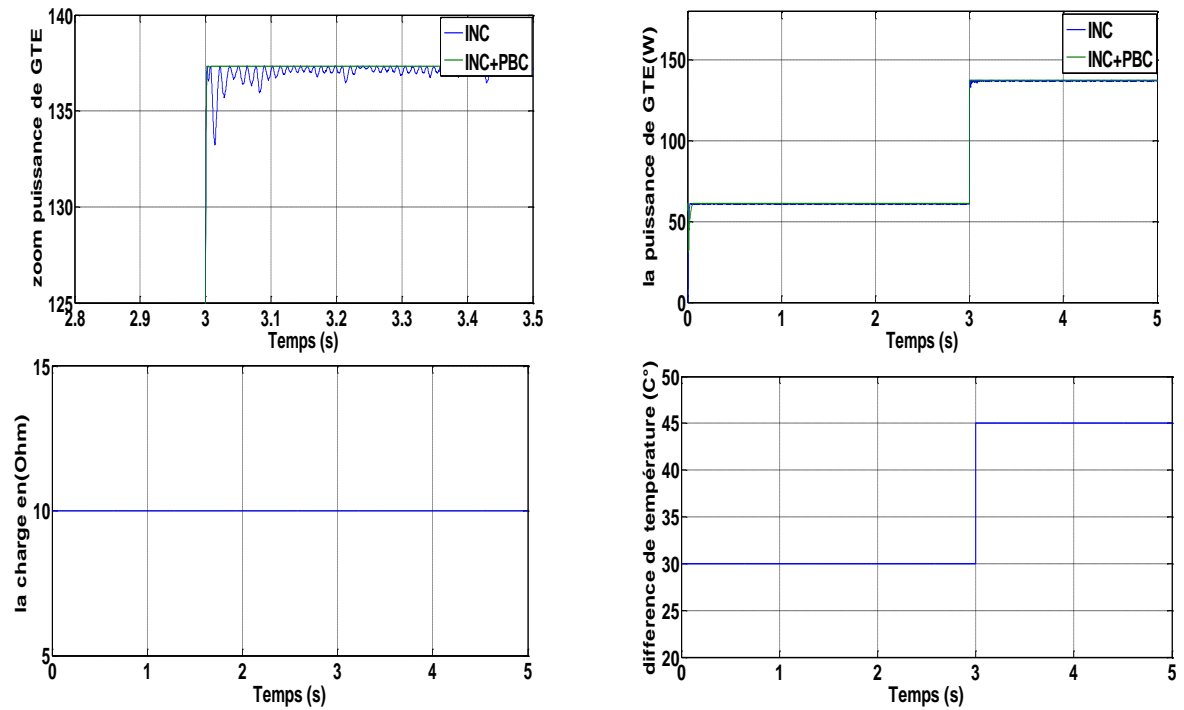 zoom puissance de GTE
140
135
130
125
2.8 2.9 3 3.1 3.2 3.3 3.4 3.5
Temps (s)
INC
INC+PBC
la puissance de GTE(W)
150
100
50
0
0 1 2 3 4 5
Temps (s)
INC
INC+PBC
la charge en(Ohm)
15
10
5
0 1 2 3 4 5
Temps (s)
difference de température (C°)
50
45
40
35
30
25
20
0 1 2 3 4 5
Temps (s)